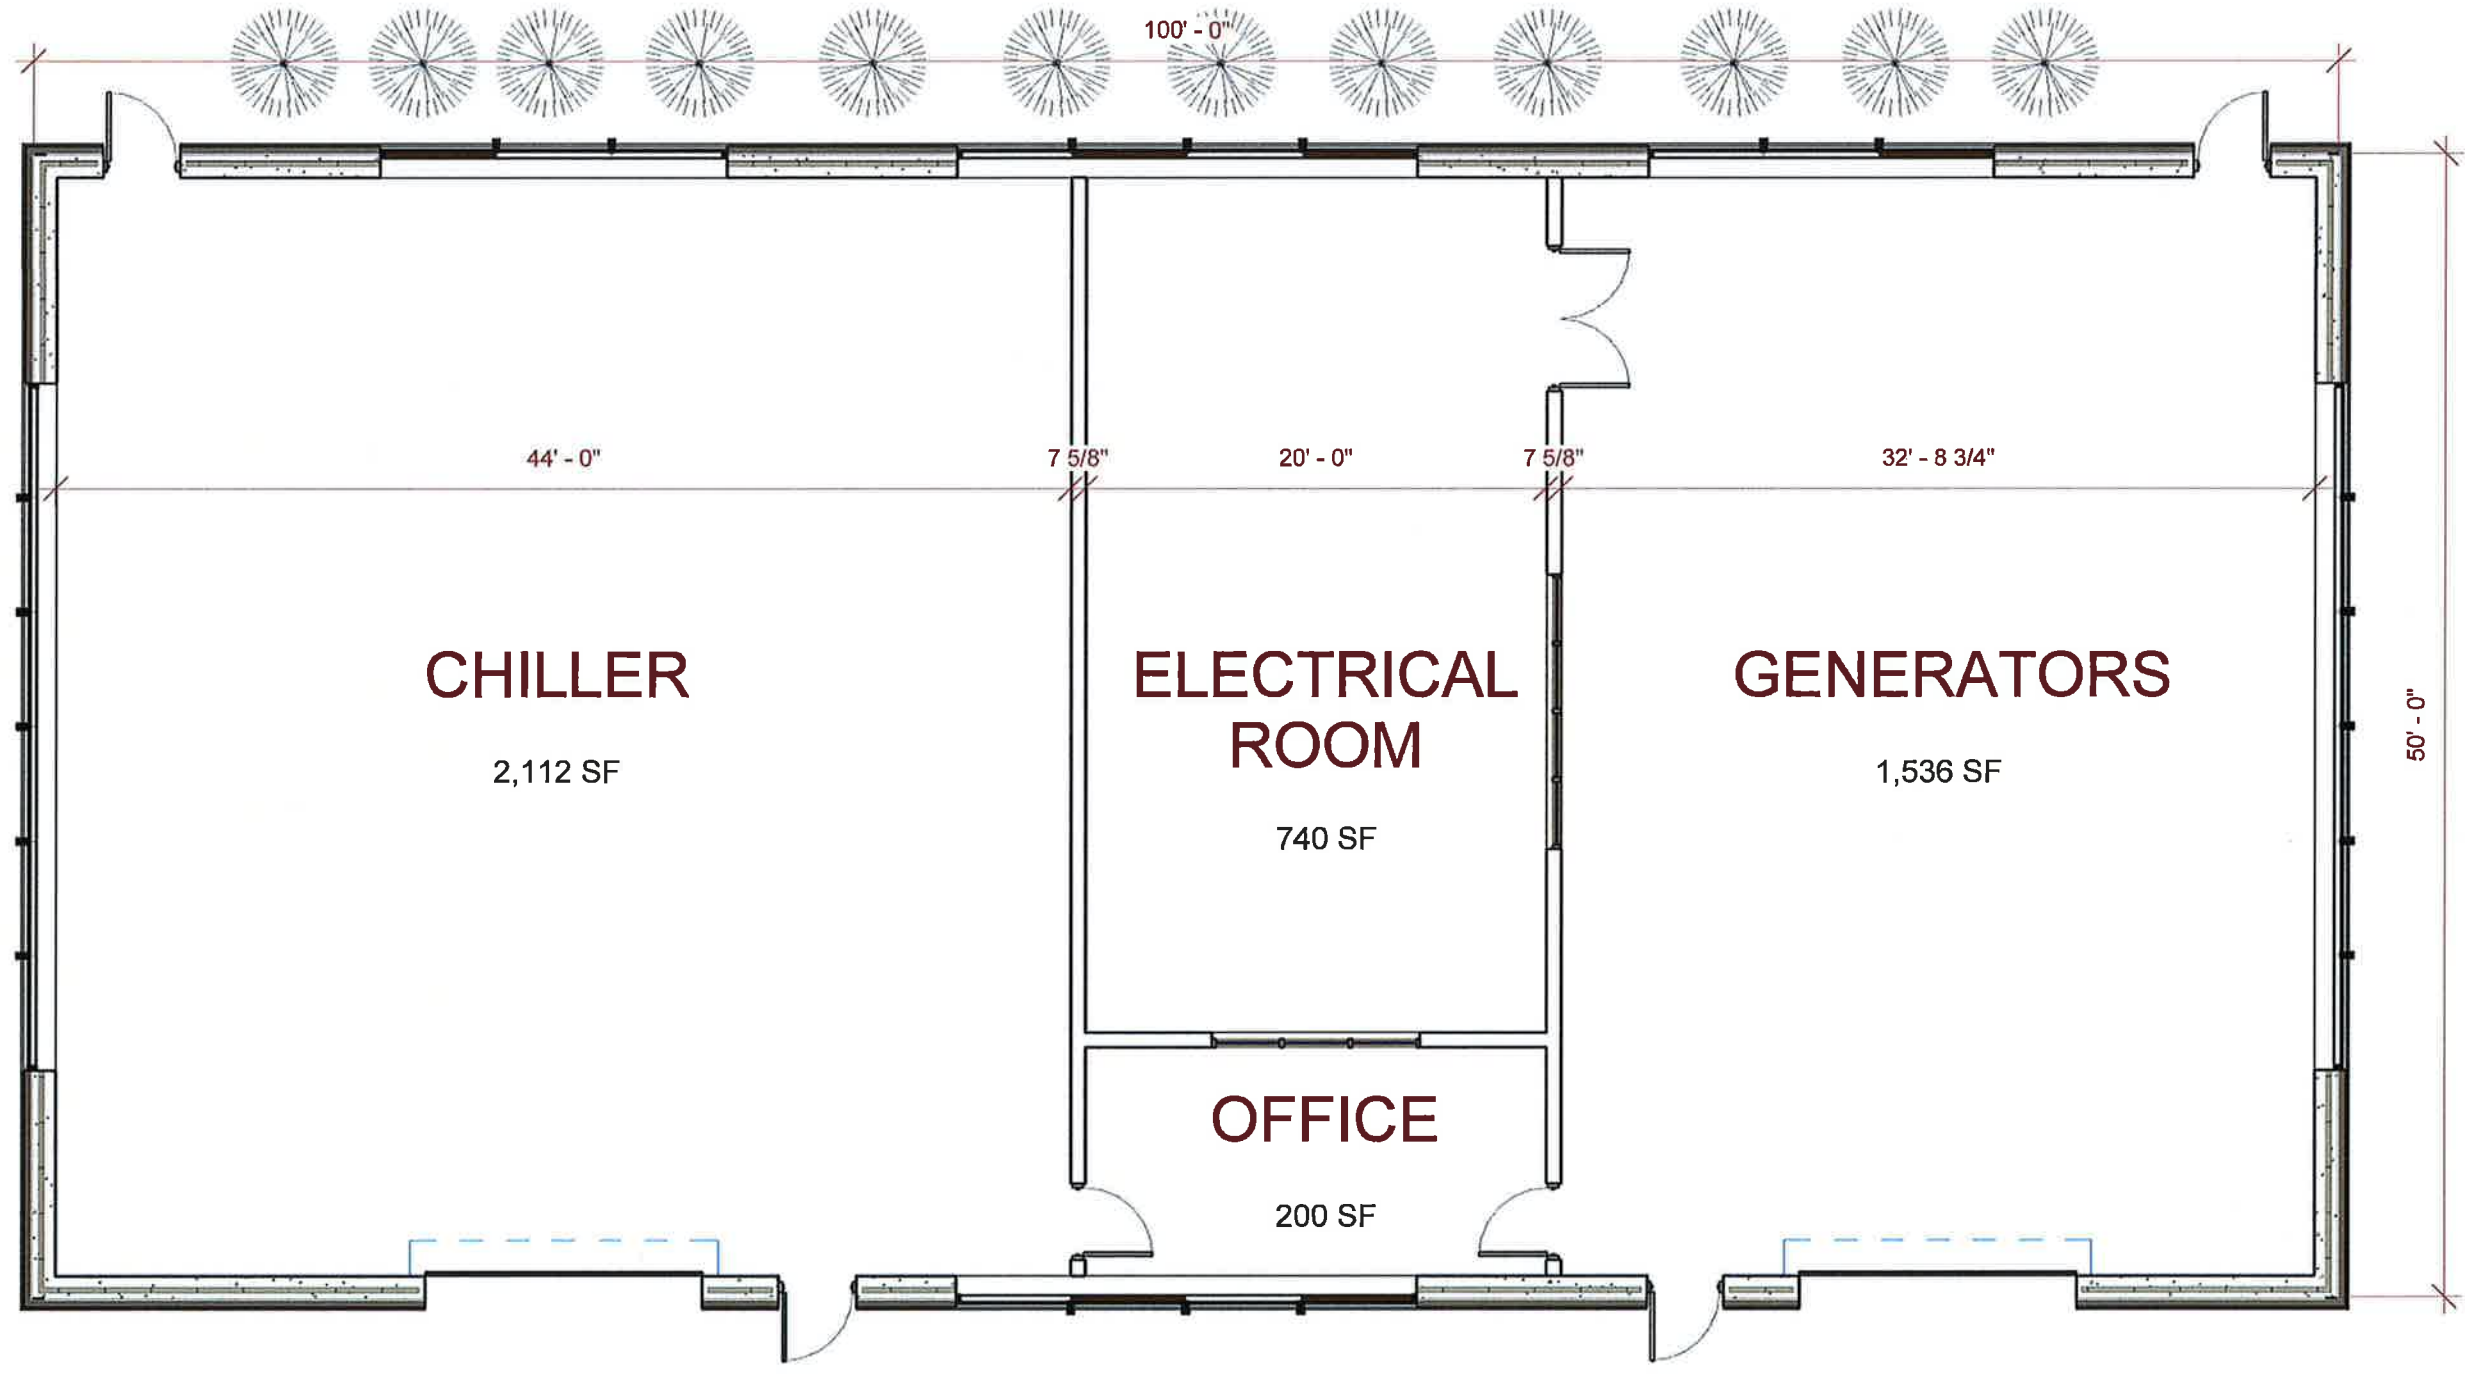 100' - 0"
44' - 0"
7 5/8"
20' - 0"
7 5/8"
32' - 8 3/4"
CHILLER
2,112 SF
ELECTRICAL
ROOM
740 SF
GENERATORS
1,536 SF
50' - 0"
OFFICE
200 SF